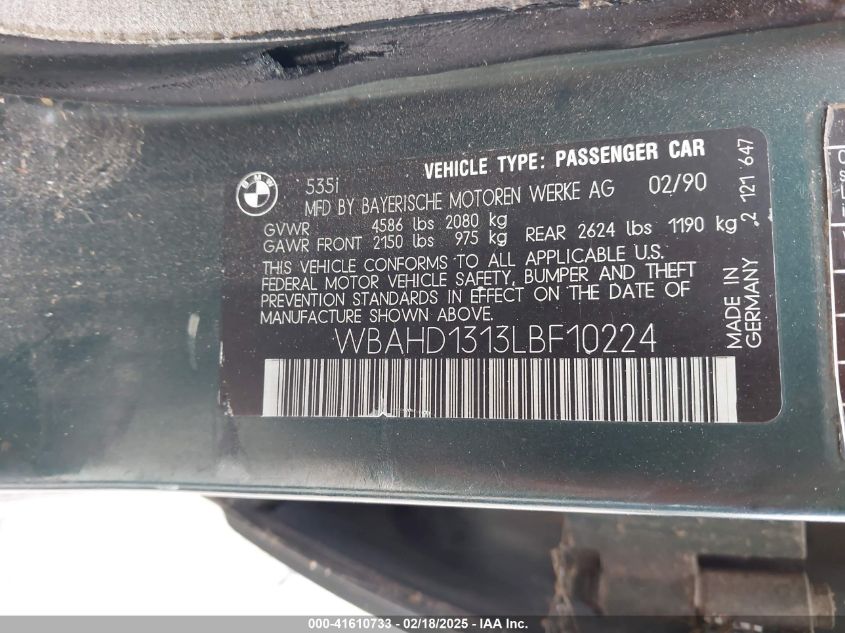 BMW
535i VEHICLE TYPE: PASSENGER CAR
MFD BY BAYERISCHE MOTOREN WERKE AG 02/90
GVWR 4586 lbs 2080 kg
GAWR FRONT 2150 lbs 975 kg REAR 2624 lbs 1190 kg
THIS VEHICLE CONFORMS TO ALL APPLICABLE U.S.
FEDERAL MOTOR VEHICLE SAFETY, BUMPER AND THEFT
PREVENTION STANDARDS IN EFFECT ON THE DATE OF
MANUFACTURE SHOWN ABOVE.
WBAHD1313LBF10224
MADE IN
GERMANY
2 121 647
000-41610733 - 02/18/2025 - IAAI.com